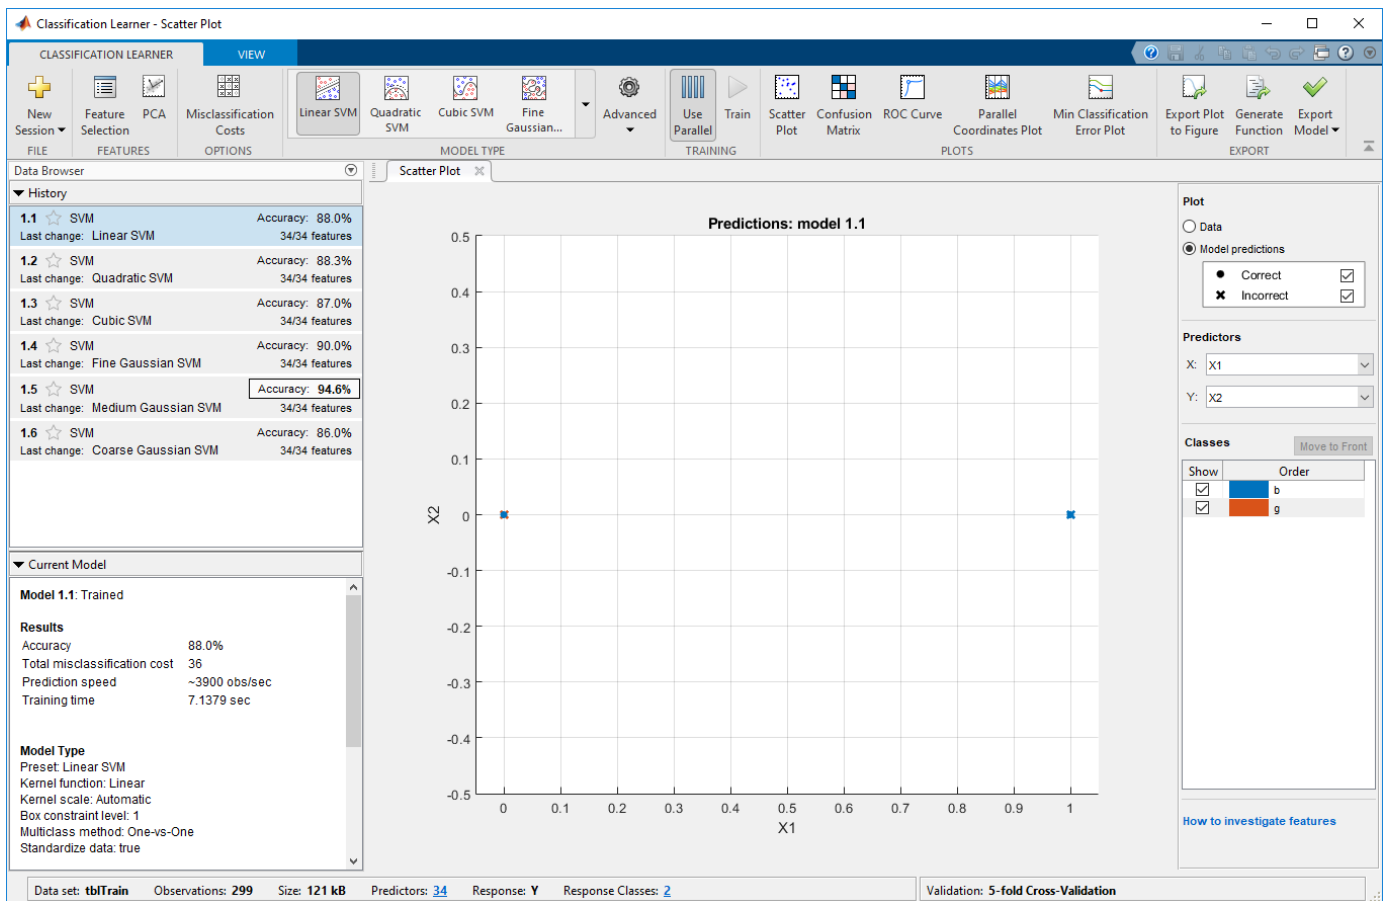 Classification Learner - Scatter Plot
CLASSIFICATION LEARNER
VIEW
New Session
Feature Selection
PCA
Misclassification Costs
Linear SVM
Quadratic SVM
Cubic SVM
Fine Gaussian...
Advanced
Use Parallel
Train
Scatter Plot
Confusion Matrix
ROC Curve
Parallel Coordinates Plot
Min Classification Error Plot
Export Plot to Figure
Generate Function
Export Model
FILE
FEATURES
OPTIONS
MODEL TYPE
TRAINING
PLOTS
EXPORT
Data Browser
History
1.1 SVM Accuracy: 88.0%
Last change: Linear SVM 34/34 features
1.2 SVM Accuracy: 88.3%
Last change: Quadratic SVM 34/34 features
1.3 SVM Accuracy: 87.0%
Last change: Cubic SVM 34/34 features
1.4 SVM Accuracy: 90.0%
Last change: Fine Gaussian SVM 34/34 features
1.5 SVM Accuracy: 94.6%
Last change: Medium Gaussian SVM 34/34 features
1.6 SVM Accuracy: 86.0%
Last change: Coarse Gaussian SVM 34/34 features
Current Model
Model 1.1: Trained
Results
Accuracy 88.0%
Total misclassification cost 36
Prediction speed ~3900 obs/sec
Training time 7.1379 sec
Model Type
Preset: Linear SVM
Kernel function: Linear
Kernel scale: Automatic
Box constraint level: 1
Multiclass method: One-vs-One
Standardize data: true
Scatter Plot
Predictions: model 1.1
0.5
0.4
0.3
0.2
0.1
0
-0.1
-0.2
-0.3
-0.4
-0.5
X2
0 0.1 0.2 0.3 0.4 0.5 0.6 0.7 0.8 0.9 1
X1
Plot
Data
Model predictions
Correct
Incorrect
Predictors
X: X1
Y: X2
Classes
Move to Front
Show Order
b
g
How to investigate features
Data set: tblTrain Observations: 299 Size: 121 kB Predictors: 34 Response: Y Response Classes: 2
Validation: 5-fold Cross-Validation